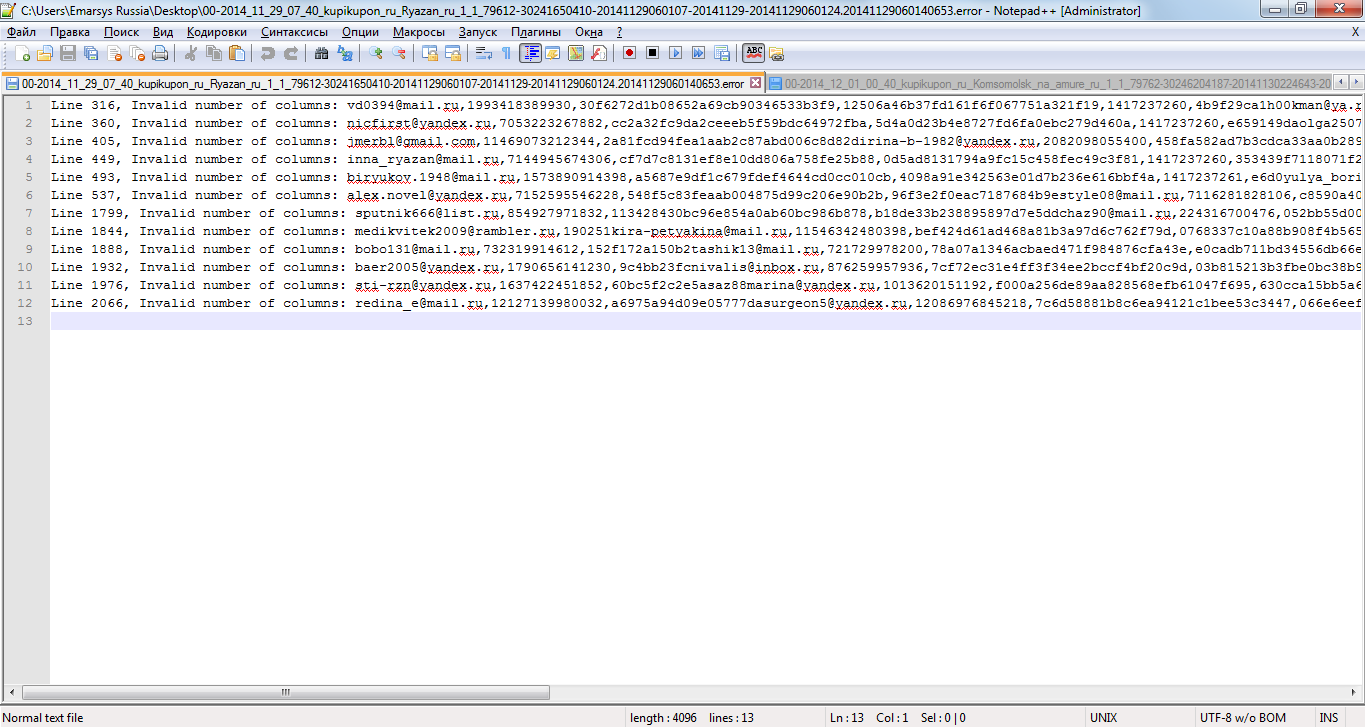 C:\Users\Emarsys Russia\Desktop\00-2014_11_29_07_40_kupikupon_ru_Ryazan_ru_1_1_79612-30241650410-20141129060107-20141129-20141129060124.20141129060140653.error - Notepad++ [Administrator]
Файл Правка Поиск Вид Кодировки Синтаксисы Опции Макросы Запуск Плагины Окна ? X
00-2014_11_29_07_40_kupikupon_ru_Ryazan_ru_1_1_79612-30241650410-20141129060107-20141129-20141129060124.20141129060140653.error 00-2014_12_01_00_40_kupikupon_ru_Komsomolsk_na_amure_ru_1_1_79762-30246204187-20141130224643-20
1 Line 316, Invalid number of columns: vd0394@mail.ru,1993418389930,30f6272d1b08652a69cb90346533b3f9,12506a46b37fd161f6f067751a321f19,1417237260,4b9f29ca1h00kman@ya.r
2 Line 360, Invalid number of columns: nicfirst@yandex.ru,7053223267882,cc2a32fc9da2ceeeb5f59bdc64972fba,5d4a0d23b4e8727fd6fa0ebc279d460a,1417237260,e659149daolga2507
3 Line 405, Invalid number of columns: jmerbl@gmail.com,11469073212344,2a81fcd94fea1aab2c87abd006c8d82dirina-b-1982@yandex.ru,2082098055400,458fa582ad7b3cdca33aa0b289
4 Line 449, Invalid number of columns: inna_ryazan@mail.ru,7144945674306,cf7d7c8131ef8e10dd806a758fe25b88,0d5ad8131794a9fc15c458fec49c3f81,1417237260,353439f7118071f2
5 Line 493, Invalid number of columns: biryukov.1948@mail.ru,1573890914398,a5687e9df1c679fdef4644cd0cc010cb,4098a91e342563e01d7b236e616bbf4a,1417237261,e6d0yulya_bori
6 Line 537, Invalid number of columns: alex.novel@yandex.ru,7152595546228,548f5c83feaab004875d99c206e90b2b,96f3e2f0eac7187684b9estyle08@mail.ru,7116281828106,c8590a40
7 Line 1799, Invalid number of columns: sputnik666@list.ru,854927971832,113428430bc96e854a0ab60bc986b878,b18de33b238895897d7e5ddchaz90@mail.ru,224316700476,052bb55d00
8 Line 1844, Invalid number of columns: medikvitek2009@rambler.ru,190251kira-petyakina@mail.ru,11546342480398,bef424d61ad468a81b3a97d6c762f79d,0768337c10a88b908f4b565
9 Line 1888, Invalid number of columns: bobo131@mail.ru,732319914612,152f172a150b2tashik13@mail.ru,721729978200,78a07a1346acbaed471f984876cfa43e,e0cadb711bd34556db66e
10 Line 1932, Invalid number of columns: baer2005@yandex.ru,1790656141230,9c4bb23fcnivalis@inbox.ru,876259957936,7cf72ec31e4ff3f34ee2bccf4bf20c9d,03b815213b3fbe0bc38b9
11 Line 1976, Invalid number of columns: sti-rzn@yandex.ru,1637422451852,60bc5f2c2e5asaz88marina@yandex.ru,1013620151192,f000a256de89aa828568efb61047f695,630cca15bb5a6
12 Line 2066, Invalid number of columns: redina_e@mail.ru,12127139980032,a6975a94d09e05777dasurgeon5@yandex.ru,12086976845218,7c6d58881b8c6ea94121c1bee53c3447,066e6eef
13
Normal text file length : 4096 lines : 13 Ln : 13 Col : 1 Sel : 0 | 0 UNIX UTF-8 w/o BOM INS